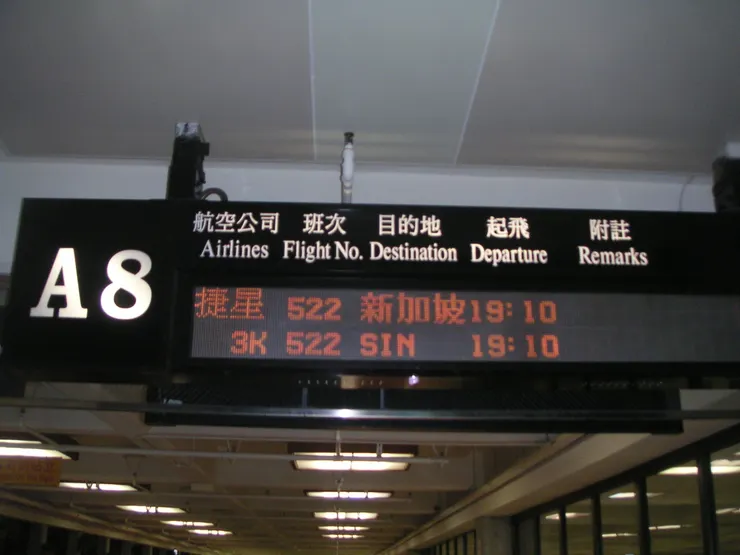 A8
航空公司 班次 目的地 起飛 附註
Airlines Flight No. Destination Departure Remarks
捷星 522 新加坡 19:10
3K 522 SIN 19:10